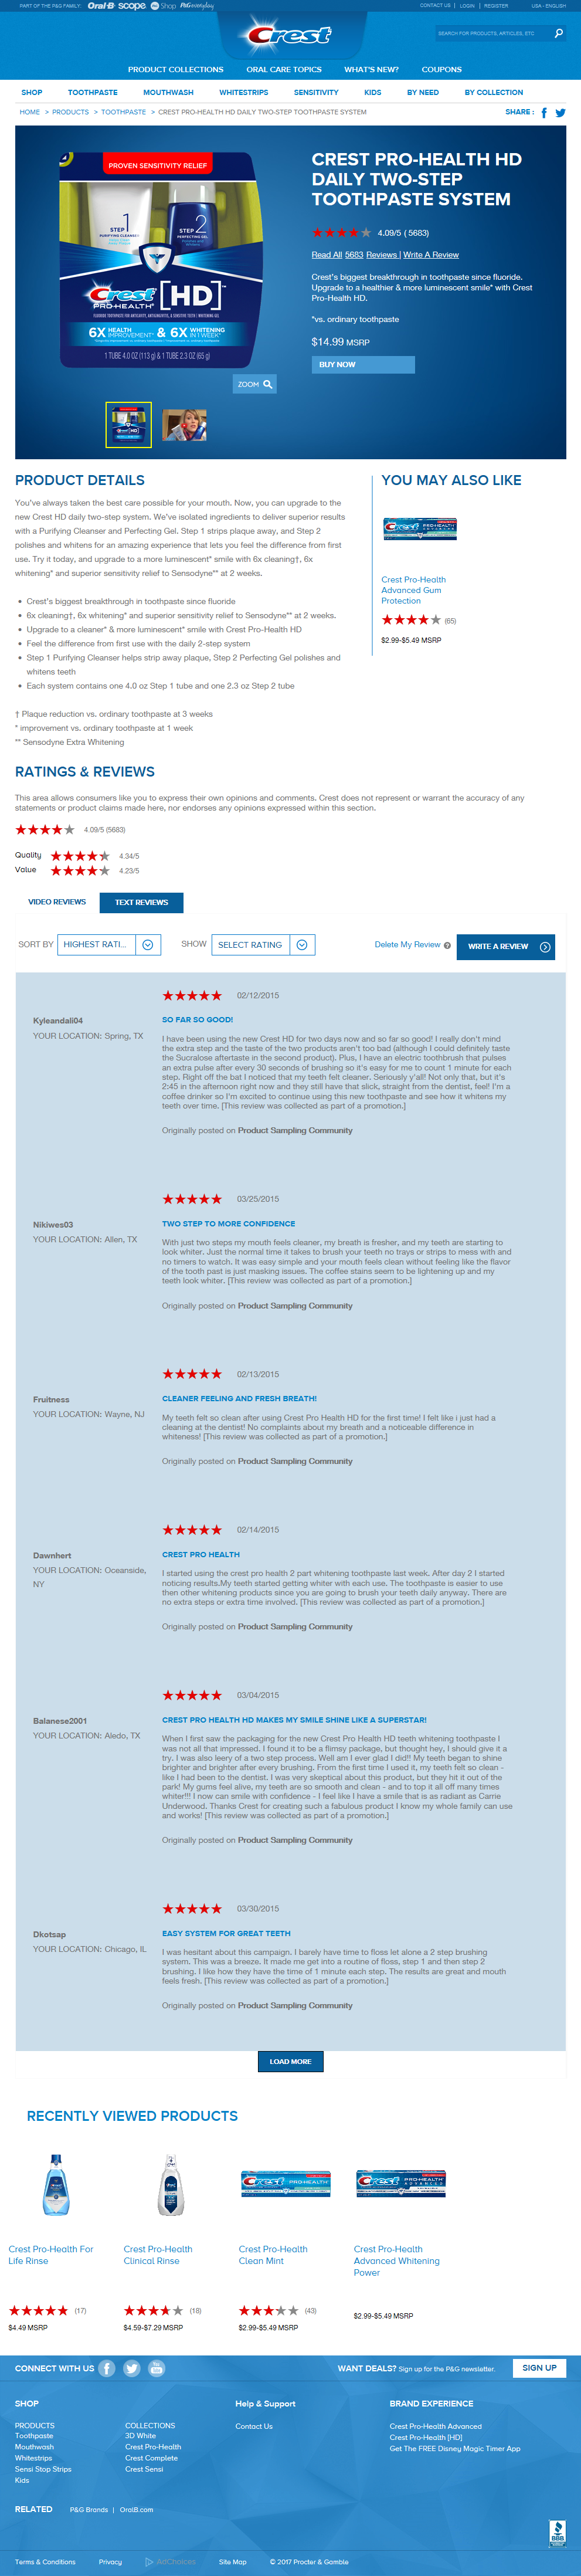 PART OF THE P&G FAMILY: Oral-B scope Shop P&G everyday
CONTACT US | LOGIN | REGISTER USA - ENGLISH
Crest
SEARCH FOR PRODUCTS, ARTICLES, ETC
PRODUCT COLLECTIONS ORAL CARE TOPICS WHAT'S NEW? COUPONS
SHOP TOOTHPASTE MOUTHWASH WHITESTRIPS SENSITIVITY KIDS BY NEED BY COLLECTION
HOME > PRODUCTS > TOOTHPASTE > CREST PRO-HEALTH HD DAILY TWO-STEP TOOTHPASTE SYSTEM
SHARE :
PROVEN SENSITIVITY RELIEF
STEP 1
PURIFYING CLEANSER
STEP 2
PERFECTING GEL
Crest
PRO-HEALTH [HD]
6X HEALTH IMPROVEMENT* & 6X WHITENING IN 1 WEEK*
1 TUBE 4.0 OZ (113 g) & 1 TUBE 2.3 OZ (65 g)
ZOOM
CREST PRO-HEALTH HD
DAILY TWO-STEP
TOOTHPASTE SYSTEM
4.09/5 ( 5683)
Read All 5683 Reviews | Write A Review
Crest's biggest breakthrough in toothpaste since fluoride.
Upgrade to a healthier & more luminescent smile* with Crest
Pro-Health HD.
*vs. ordinary toothpaste
$14.99 MSRP
BUY NOW
PRODUCT DETAILS
You've always taken the best care possible for your mouth. Now, you can upgrade to the
new Crest HD daily two-step system. We've isolated ingredients to deliver superior results
with a Purifying Cleanser and Perfecting Gel. Step 1 strips plaque away, and Step 2
polishes and whitens for an amazing experience that lets you feel the difference from first
use. Try it today, and upgrade to a more luminescent* smile with 6x cleaning†, 6x
whitening* and superior sensitivity relief to Sensodyne** at 2 weeks.
• Crest's biggest breakthrough in toothpaste since fluoride
• 6x cleaning†, 6x whitening* and superior sensitivity relief to Sensodyne** at 2 weeks.
• Upgrade to a cleaner* & more luminescent* smile with Crest Pro-Health HD
• Feel the difference from first use with the daily 2-step system
• Step 1 Purifying Cleanser helps strip away plaque, Step 2 Perfecting Gel polishes and
whitens teeth
• Each system contains one 4.0 oz Step 1 tube and one 2.3 oz Step 2 tube
† Plaque reduction vs. ordinary toothpaste at 3 weeks
* improvement vs. ordinary toothpaste at 1 week
** Sensodyne Extra Whitening
YOU MAY ALSO LIKE
Crest Pro-Health
Advanced Gum
Protection
(65)
$2.99-$5.49 MSRP
RATINGS & REVIEWS
This area allows consumers like you to express their own opinions and comments. Crest does not represent or warrant the accuracy of any
statements or product claims made here, nor endorses any opinions expressed within this section.
4.09/5 (5683)
Quality 4.34/5
Value 4.23/5
VIDEO REVIEWS TEXT REVIEWS
SORT BY HIGHEST RATI... SHOW SELECT RATING Delete My Review ? WRITE A REVIEW
02/12/2015
Kyleandali04
YOUR LOCATION: Spring, TX
SO FAR SO GOOD!
I have been using the new Crest HD for two days now and so far so good! I really don't mind
the extra step and the taste of the two products aren't too bad (although I could definitely taste
the Sucralose aftertaste in the second product). Plus, I have an electric toothbrush that pulses
an extra pulse after every 30 seconds of brushing so it's easy for me to count 1 minute for each
step. Right off the bat I noticed that my teeth felt cleaner. Seriously y'all! Not only that, but it's
2:45 in the afternoon right now and they still have that slick, straight from the dentist, feel! I'm a
coffee drinker so I'm excited to continue using this new toothpaste and see how it whitens my
teeth over time. [This review was collected as part of a promotion.]
Originally posted on Product Sampling Community
03/25/2015
Nikiwes03
YOUR LOCATION: Allen, TX
TWO STEP TO MORE CONFIDENCE
With just two steps my mouth feels cleaner, my breath is fresher, and my teeth are starting to
look whiter. Just the normal time it takes to brush your teeth no trays or strips to mess with and
no timers to watch. It was easy simple and your mouth feels clean without feeling like the flavor
of the tooth past is just masking issues. The coffee stains seem to be lightening up and my
teeth look whiter. [This review was collected as part of a promotion.]
Originally posted on Product Sampling Community
02/13/2015
Fruitness
YOUR LOCATION: Wayne, NJ
CLEANER FEELING AND FRESH BREATH!
My teeth felt so clean after using Crest Pro Health HD for the first time! I felt like i just had a
cleaning at the dentist! No complaints about my breath and a noticeable difference in
whiteness! [This review was collected as part of a promotion.]
Originally posted on Product Sampling Community
02/14/2015
Dawnhert
YOUR LOCATION: Oceanside,
NY
CREST PRO HEALTH
I started using the crest pro health 2 part whitening toothpaste last week. After day 2 I started
noticing results.My teeth started getting whiter with each use. The toothpaste is easier to use
then other whitening products since you are going to brush your teeth daily anyway. There are
no extra steps or extra time involved. [This review was collected as part of a promotion.]
Originally posted on Product Sampling Community
03/04/2015
Balanese2001
YOUR LOCATION: Aledo, TX
CREST PRO HEALTH HD MAKES MY SMILE SHINE LIKE A SUPERSTAR!
When I first saw the packaging for the new Crest Pro Health HD teeth whitening toothpaste I
was not all that impressed. I found it to be a flimsy package, but thought hey, I should give it a
try. I was also leery of a two step process. Well am I ever glad I did!! My teeth began to shine
brighter and brighter after every brushing. From the first time I used it, my teeth felt so clean -
like I had been to the dentist. I was very skeptical about this product, but they hit it out of the
park! My gums feel alive, my teeth are so smooth and clean - and to top it all off many times
whiter!!! I now can smile with confidence - I feel like I have a smile that is as radiant as Carrie
Underwood. Thanks Crest for creating such a fabulous product I know my whole family can use
and works! [This review was collected as part of a promotion.]
Originally posted on Product Sampling Community
03/30/2015
Dkotsap
YOUR LOCATION: Chicago, IL
EASY SYSTEM FOR GREAT TEETH
I was hesitant about this campaign. I barely have time to floss let alone a 2 step brushing
system. This was a breeze. It made me get into a routine of floss, step 1 and then step 2
brushing. I like how they have the time of 1 minute each step. The results are great and mouth
feels fresh. [This review was collected as part of a promotion.]
Originally posted on Product Sampling Community
LOAD MORE
RECENTLY VIEWED PRODUCTS
Crest Pro-Health For
Life Rinse
(17)
$4.49 MSRP
Crest Pro-Health
Clinical Rinse
(18)
$4.59-$7.29 MSRP
Crest Pro-Health
Clean Mint
(43)
$2.99-$5.49 MSRP
Crest Pro-Health
Advanced Whitening
Power
$2.99-$5.49 MSRP
CONNECT WITH US
WANT DEALS? Sign up for the P&G newsletter. SIGN UP
SHOP
PRODUCTS
Toothpaste
Mouthwash
Whitestrips
Sensi Stop Strips
Kids
COLLECTIONS
3D White
Crest Pro-Health
Crest Complete
Crest Sensi
Help & Support
Contact Us
BRAND EXPERIENCE
Crest Pro-Health Advanced
Crest Pro-Health [HD]
Get The FREE Disney Magic Timer App
RELATED P&G Brands | OralB.com
BBB
Terms & Conditions Privacy AdChoices Site Map © 2017 Procter & Gamble